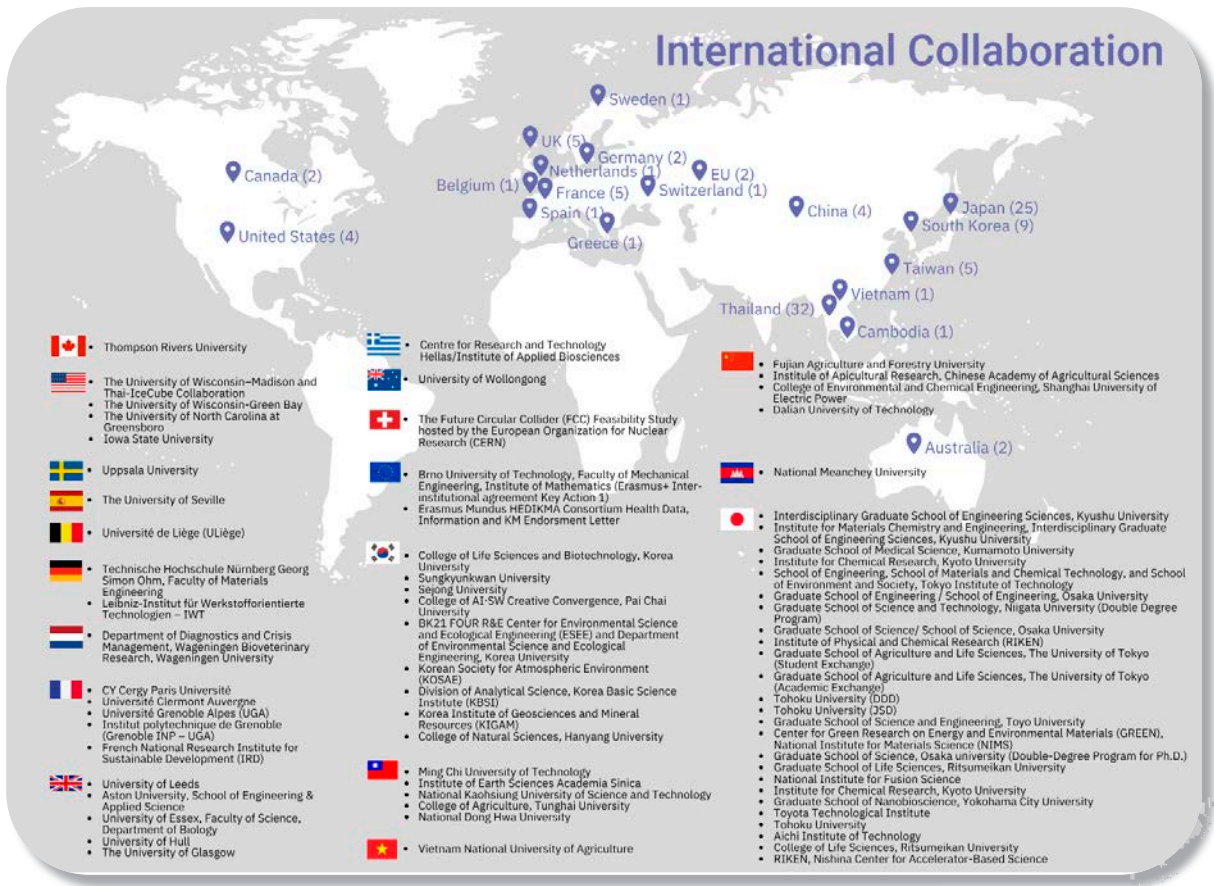 International Collaboration
Sweden (1)
UK (5)
Germany (2)
Netherlands (1)
EU (2)
Canada (2)
Belgium (1)
France (5)
Switzerland (1)
Spain (1)
Greece (1)
United States (4)
China (4)
Japan (25)
South Korea (9)
Taiwan (5)
Vietnam (1)
Thailand (32)
Cambodia (1)
Australia (2)
• Thompson Rivers University
• The University of Wisconsin–Madison and
Thai-IceCube Collaboration
• The University of Wisconsin-Green Bay
• The University of North Carolina at
Greensboro
• Iowa State University
• Uppsala University
• The University of Seville
• Université de Liège (ULiège)
• Technische Hochschule Nürnberg Georg
Simon Ohm, Faculty of Materials
Engineering
• Leibniz-Institut für Werkstofforientierte
Technologien – IWT
• Department of Diagnostics and Crisis
Management, Wageningen Bioveterinary
Research, Wageningen University
• CY Cergy Paris Université
• Université Clermont Auvergne
• Université Grenoble Alpes (UGA)
• Institut polytechnique de Grenoble
(Grenoble INP – UGA)
• French National Research Institute for
Sustainable Development (IRD)
• University of Leeds
• Aston University, School of Engineering &
Applied Science
• University of Essex, Faculty of Science,
Department of Biology
• University of Hull
• The University of Glasgow
• Centre for Research and Technology
Hellas/Institute of Applied Biosciences
• University of Wollongong
• The Future Circular Collider (FCC) Feasibility Study
hosted by the European Organization for Nuclear
Research (CERN)
• Brno University of Technology, Faculty of Mechanical
Engineering, Institute of Mathematics (Erasmus+ Inter-
institutional agreement Key Action 1)
• Erasmus Mundus HEDIKMA Consortium Health Data,
Information and KM Endorsment Letter
• College of Life Sciences and Biotechnology, Korea
University
• Sungkyunkwan University
• Sejong University
• College of AI-SW Creative Convergence, Pai Chai
University
• BK21 FOUR R&E Center for Environmental Science
and Ecological Engineering (ESEE) and Department
of Environmental Science and Ecological
Engineering, Korea University
• Korean Society for Atmospheric Environment
(KOSAE)
• Division of Analytical Science, Korea Basic Science
Institute (KBSI)
• Korea Institute of Geosciences and Mineral
Resources (KIGAM)
• College of Natural Sciences, Hanyang University
• Ming Chi University of Technology
• Institute of Earth Sciences Academia Sinica
• National Kaohsiung University of Science and Technology
• College of Agriculture, Tunghai University
• National Dong Hwa University
• Vietnam National University of Agriculture
• Fujian Agriculture and Forestry University
• Institule of Apicultural Research, Chinese Academy of Agricultural Sciences
• College of Environmental and Chemical Engineering, Shanghai University of
Electric Power
• Dalian University of Technology
• National Meanchey University
• Interdisciplinary Graduate School of Engineering Sciences, Kyushu University
• Institute for Materials Chemistry and Engineering, Interdisciplinary Graduate
School of Engineering Sciences, Kyushu University
• Graduate School of Medical Science, Kumamoto University
• Institute for Chemical Research, Kyoto University
• School of Engineering, School of Materials and Chemical Technology, and School
of Environment and Society, Tokyo Institute of Technology
• Graduate School of Engineering / School of Engineering, Osaka University
• Graduate School of Science and Technology, Niigata University (Double Degree
Program)
• Graduate School of Science/ School of Science, Osaka University
• Institute of Physical and Chemical Research (RIKEN)
• Graduate School of Agriculture and Life Sciences, The University of Tokyo
(Student Exchange)
• Graduate School of Agriculture and Life Sciences, The University of Tokyo
(Academic Exchange)
• Tohoku University (DDD)
• Tohoku University (JSD)
• Graduate School of Science and Engineering, Toyo University
• Center for Green Research on Energy and Environmental Materials (GREEN),
National Institute for Materials Science (NIMS)
• Graduate School of Science, Osaka university (Double-Degree Program for Ph.D.)
• Graduate School of Life Sciences, Ritsumeikan University
• National Institute for Fusion Science
• Institute for Chemical Research, Kyoto University
• Graduate School of Nanobioscience, Yokohama City University
• Toyota Technological Institute
• Tohoku University
• Aichi Institute of Technology
• College of Life Sciences, Ritsumeikan University
• RIKEN, Nishina Center for Accelerator-Based Science